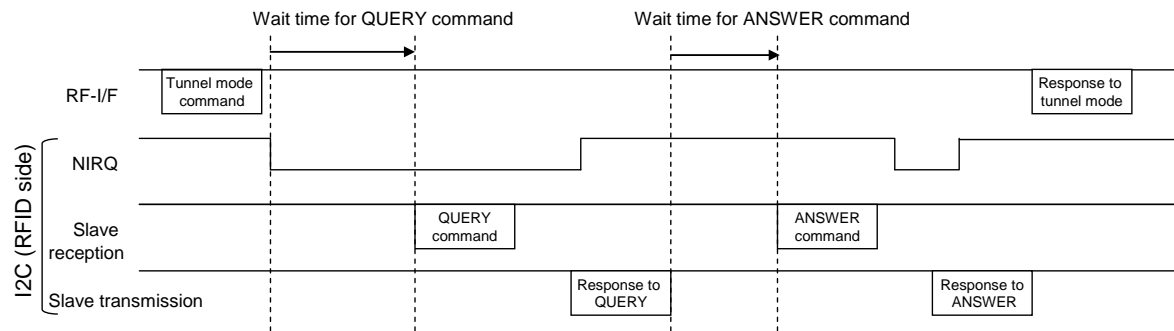 Wait time for QUERY command
Wait time for ANSWER command
RF-I/F
Tunnel mode
command
Response to
tunnel mode
NIRQ
I2C (RFID side)
Slave
reception
QUERY
command
ANSWER
command
Slave transmission
Response to
QUERY
Response to
ANSWER